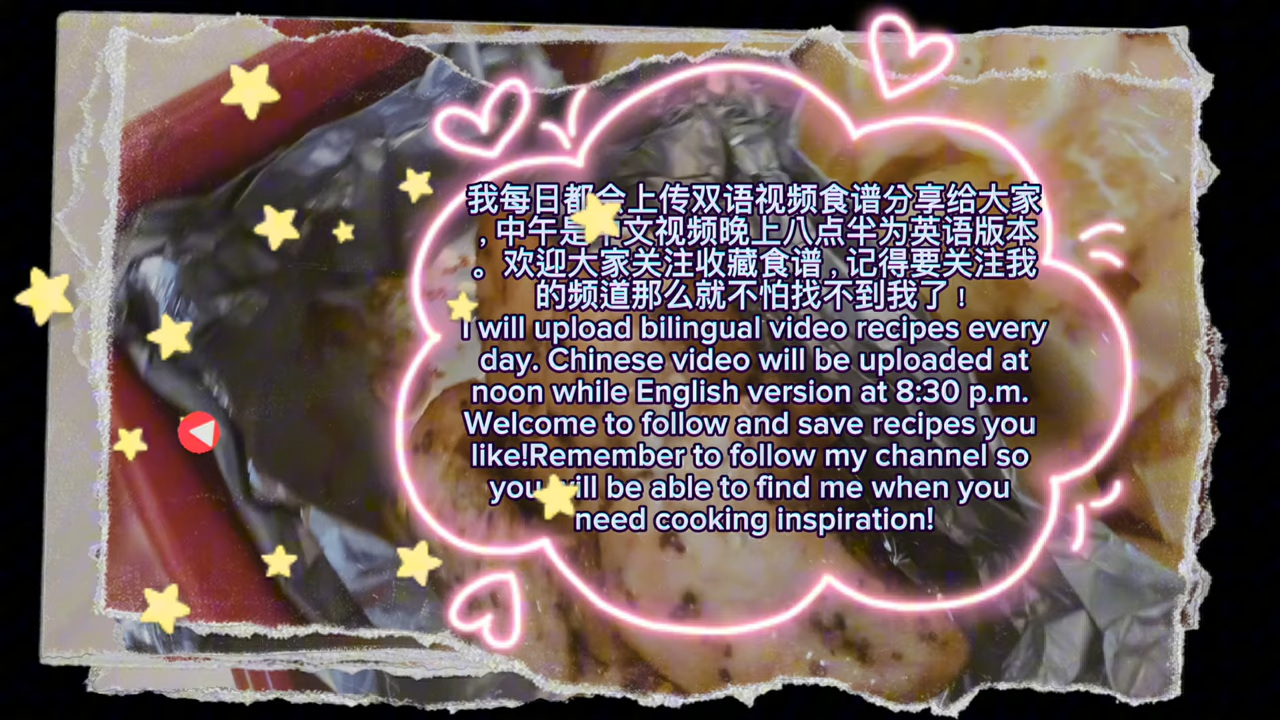 我每日都会上传双语视频食谱分享给大家
，中午是中文视频晚上八点半为英语版本
。欢迎大家关注收藏食谱，记得要关注我
的频道那么就不怕找不到我了！
I will upload bilingual video recipes every
day. Chinese video will be uploaded at
noon while English version at 8:30 p.m.
Welcome to follow and save recipes you
like!Remember to follow my channel so
you will be able to find me when you
need cooking inspiration!